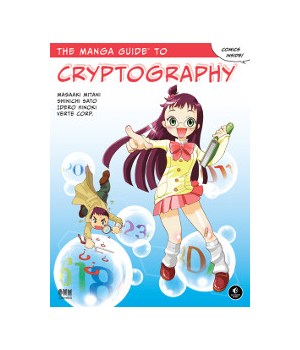 THE MANGA GUIDE™ TO
COMICS
INSIDE!
CRYPTOGRAPHY
MASAAKI MITANI
SHINICHI SATO
IDERO HINOKI
VERTE CORP.